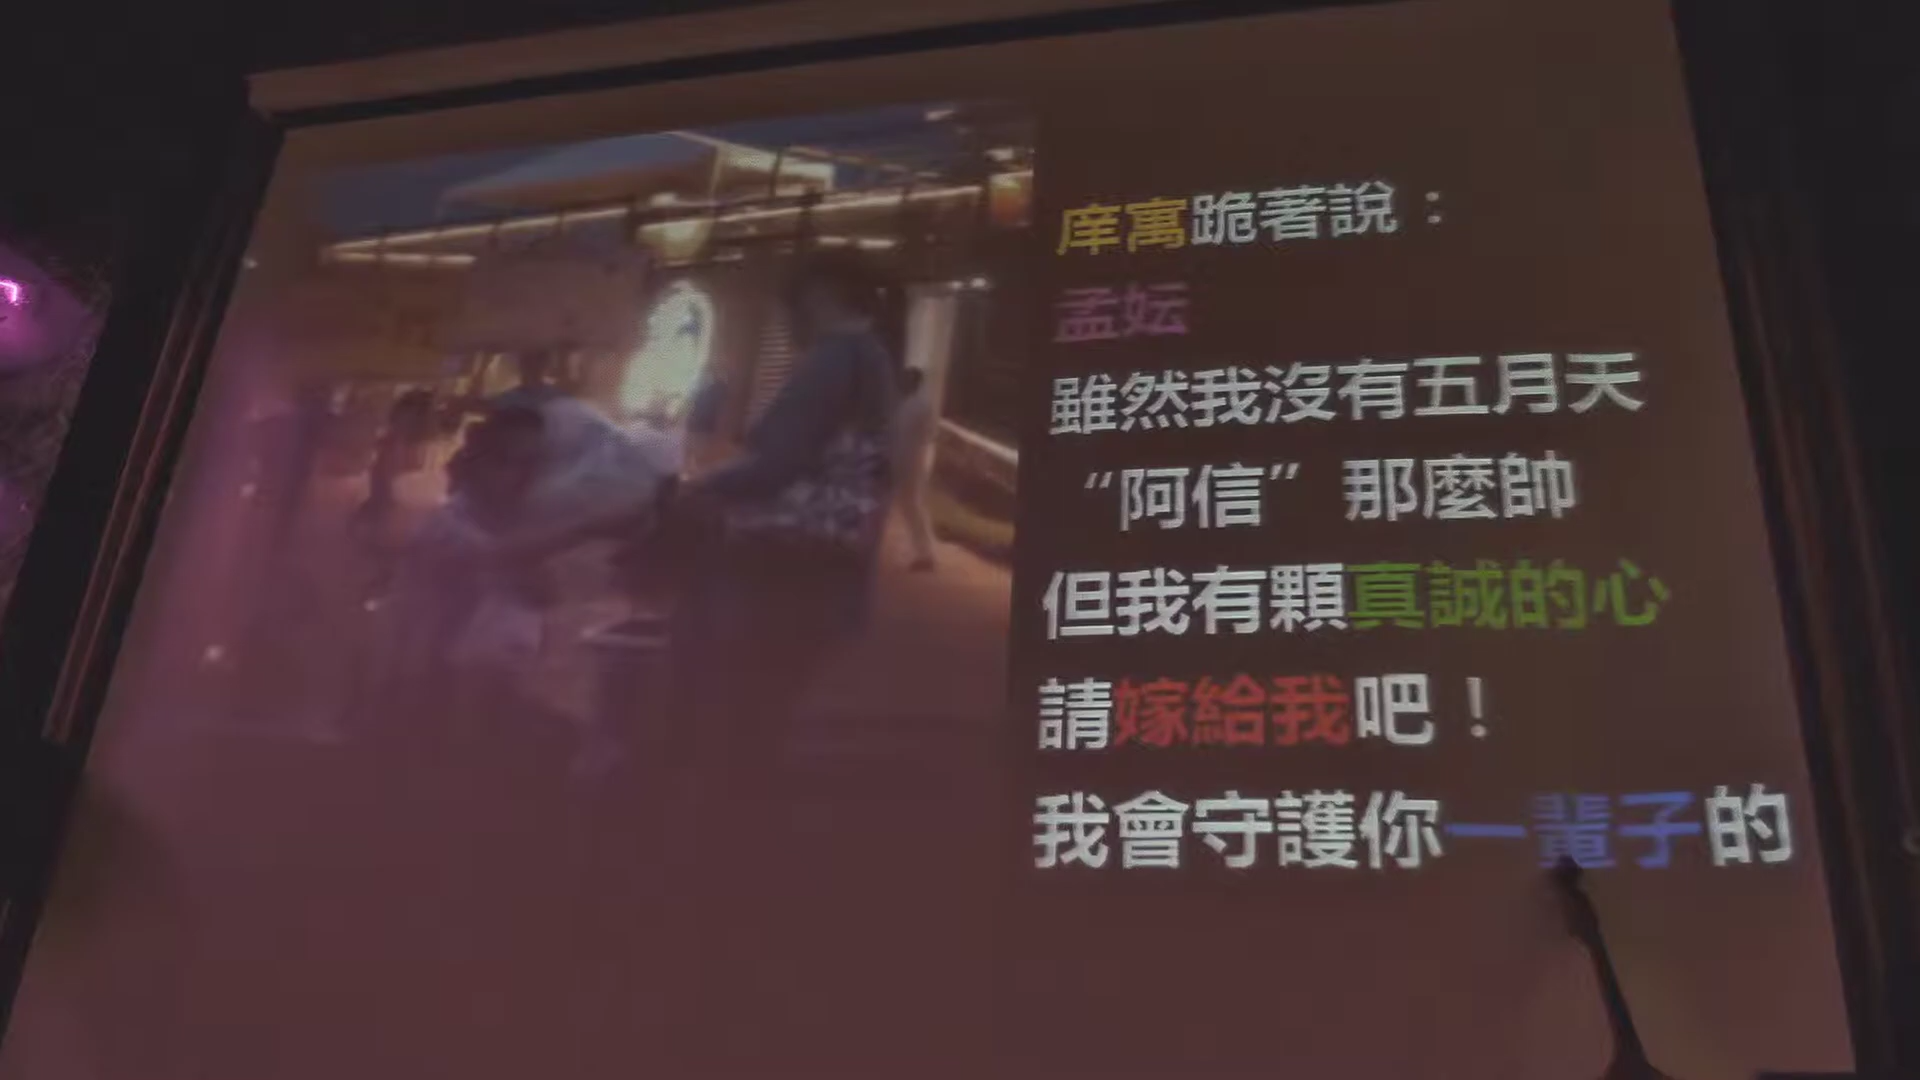 庠寓跪著說：
孟妘
雖然我沒有五月天
“阿信”那麼帥
但我有顆真誠的心
請嫁給我吧！
我會守護你一輩子的